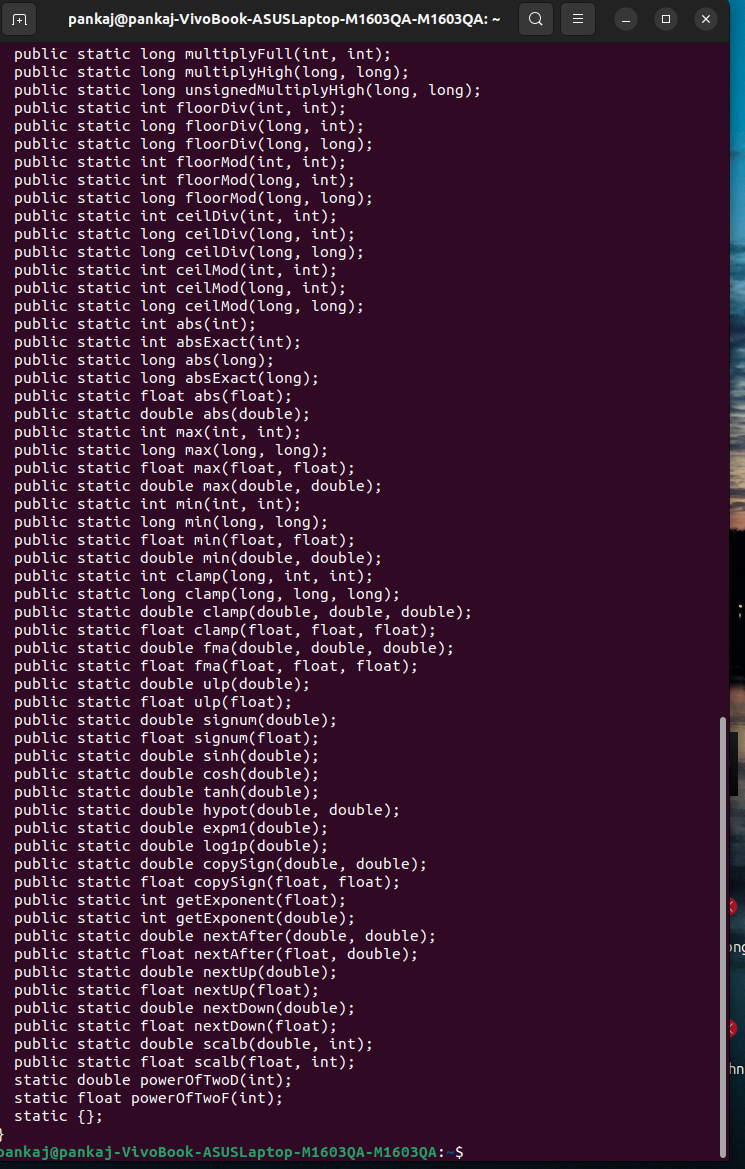 pankaj@pankaj-VivoBook-ASUSLaptop-M1603QA-M1603QA: ~
public static long multiplyFull(int, int);
public static long multiplyHigh(long, long);
public static long unsignedMultiplyHigh(long, long);
public static int floorDiv(int, int);
public static long floorDiv(long, int);
public static long floorDiv(long, long);
public static int floorMod(int, int);
public static int floorMod(long, int);
public static long floorMod(long, long);
public static int ceilDiv(int, int);
public static long ceilDiv(long, int);
public static long ceilDiv(long, long);
public static int ceilMod(int, int);
public static int ceilMod(long, int);
public static long ceilMod(long, long);
public static int abs(int);
public static int absExact(int);
public static long abs(long);
public static long absExact(long);
public static float abs(float);
public static double abs(double);
public static int max(int, int);
public static long max(long, long);
public static float max(float, float);
public static double max(double, double);
public static int min(int, int);
public static long min(long, long);
public static float min(float, float);
public static double min(double, double);
public static int clamp(long, int, int);
public static long clamp(long, long, long);
public static double clamp(double, double, double);
public static float clamp(float, float, float);
public static double fma(double, double, double);
public static float fma(float, float, float);
public static double ulp(double);
public static float ulp(float);
public static double signum(double);
public static float signum(float);
public static double sinh(double);
public static double cosh(double);
public static double tanh(double);
public static double hypot(double, double);
public static double expm1(double);
public static double log1p(double);
public static double copySign(double, double);
public static float copySign(float, float);
public static int getExponent(float);
public static int getExponent(double);
public static double nextAfter(double, double);
public static float nextAfter(float, double);
public static double nextUp(double);
public static float nextUp(float);
public static double nextDown(double);
public static float nextDown(float);
public static double scalb(double, int);
public static float scalb(float, int);
static double powerOfTwoD(int);
static float powerOfTwoF(int);
static {};
}
pankaj@pankaj-VivoBook-ASUSLaptop-M1603QA-M1603QA:~$